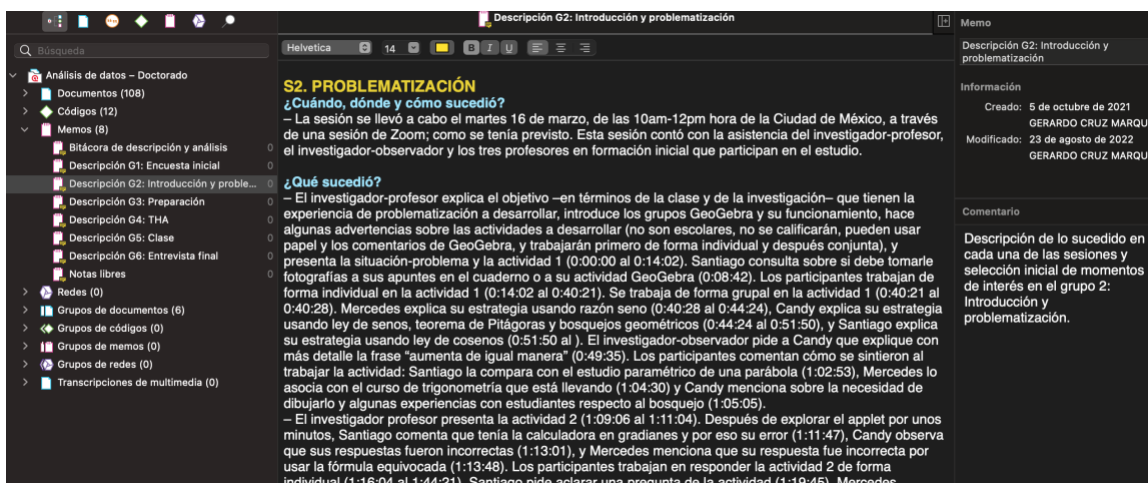 Descripción G2: Introducción y problematización
Búsqueda
Análisis de datos – Doctorado
Documentos (108)
Códigos (12)
Memos (8)
Bitácora de descripción y análisis 0
Descripción G1: Encuesta inicial 0
Descripción G2: Introducción y proble... 0
Descripción G3: Preparación 0
Descripción G4: THA 0
Descripción G5: Clase 0
Descripción G6: Entrevista final 0
Notas libres 0
Redes (0)
Grupos de documentos (6)
Grupos de códigos (0)
Grupos de memos (0)
Grupos de redes (0)
Transcripciones de multimedia (0)
Helvetica 14 B I U
S2. PROBLEMATIZACIÓN
¿Cuándo, dónde y cómo sucedió?
– La sesión se llevó a cabo el martes 16 de marzo, de las 10am-12pm hora de la Ciudad de México, a través
de una sesión de Zoom; como se tenía previsto. Esta sesión contó con la asistencia del investigador-profesor,
el investigador-observador y los tres profesores en formación inicial que participan en el estudio.
¿Qué sucedió?
– El investigador-profesor explica el objetivo –en términos de la clase y de la investigación– que tienen la
experiencia de problematización a desarrollar, introduce los grupos GeoGebra y su funcionamiento, hace
algunas advertencias sobre las actividades a desarrollar (no son escolares, no se calificarán, pueden usar
papel y los comentarios de GeoGebra, y trabajarán primero de forma individual y después conjunta), y
presenta la situación-problema y la actividad 1 (0:00:00 al 0:14:02). Santiago consulta sobre si debe tomarle
fotografías a sus apuntes en el cuaderno o a su actividad GeoGebra (0:08:42). Los participantes trabajan de
forma individual en la actividad 1 (0:14:02 al 0:40:21). Se trabaja de forma grupal en la actividad 1 (0:40:21 al
0:40:28). Mercedes explica su estrategia usando razón seno (0:40:28 al 0:44:24), Candy explica su estrategia
usando ley de senos, teorema de Pitágoras y bosquejos geométricos (0:44:24 al 0:51:50), y Santiago explica
su estrategia usando ley de cosenos (0:51:50 al ). El investigador-observador pide a Candy que explique con
más detalle la frase “aumenta de igual manera” (0:49:35). Los participantes comentan cómo se sintieron al
trabajar la actividad: Santiago la compara con el estudio paramétrico de una parábola (1:02:53), Mercedes lo
asocia con el curso de trigonometría que está llevando (1:04:30) y Candy menciona sobre la necesidad de
dibujarlo y algunas experiencias con estudiantes respecto al bosquejo (1:05:05).
– El investigador profesor presenta la actividad 2 (1:09:06 al 1:11:04). Después de explorar el applet por unos
minutos, Santiago comenta que tenía la calculadora en gradianes y por eso su error (1:11:47), Candy observa
que sus respuestas fueron incorrectas (1:13:01), y Mercedes menciona que su respuesta fue incorrecta por
usar la fórmula equivocada (1:13:48). Los participantes trabajan en responder la actividad 2 de forma
individual (1:16:04 al 1:44:21). Santiago pide aclarar una pregunta de la actividad (1:19:45). Mercedes
Memo
Descripción G2: Introducción y
problematización
Información
Creado: 5 de octubre de 2021
GERARDO CRUZ MARQU
Modificado: 23 de agosto de 2022
GERARDO CRUZ MARQU
Comentario
Descripción de lo sucedido en
cada una de las sesiones y
selección inicial de momentos
de interés en el grupo 2:
Introducción y
problematización.